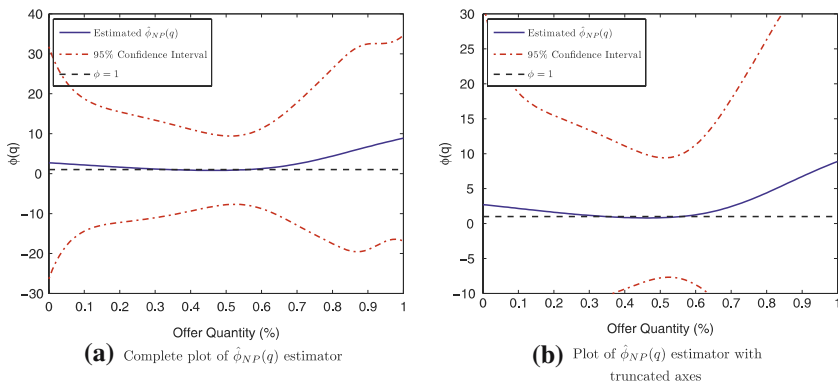 40
30
20
10
0
−10
−20
−30
ϕ(q)
Estimated ϕ̂_NP(q)
95% Confidence Interval
ϕ = 1
0 0.1 0.2 0.3 0.4 0.5 0.6 0.7 0.8 0.9 1
Offer Quantity (%)
(a) Complete plot of ϕ̂_NP(q) estimator
30
25
20
15
10
5
0
−5
−10
ϕ(q)
Estimated ϕ̂_NP(q)
95% Confidence Interval
ϕ = 1
0 0.1 0.2 0.3 0.4 0.5 0.6 0.7 0.8 0.9 1
Offer Quantity (%)
(b) Plot of ϕ̂_NP(q) estimator with
truncated axes